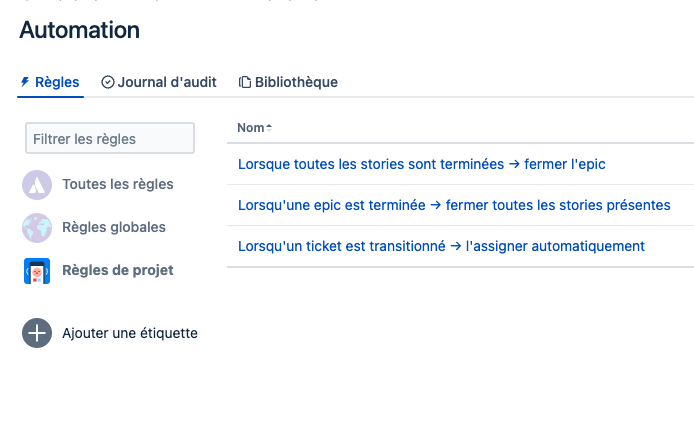 Automation
Règles
Journal d'audit
Bibliothèque
Filtrer les règles
Toutes les règles
Règles globales
Règles de projet
Ajouter une étiquette
Nom
Lorsque toutes les stories sont terminées → fermer l'epic
Lorsqu'une epic est terminée → fermer toutes les stories présentes
Lorsqu'un ticket est transitionné → l'assigner automatiquement